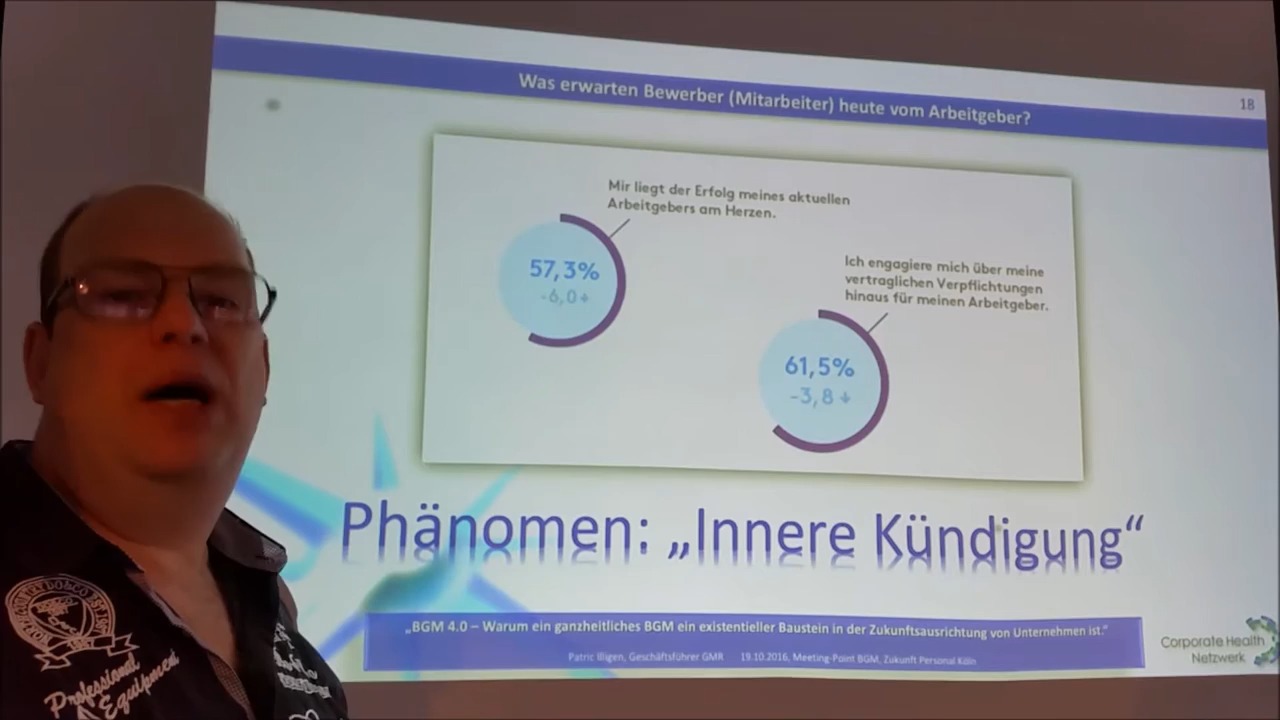 Was erwarten Bewerber (Mitarbeiter) heute vom Arbeitgeber?
18
Mir liegt der Erfolg meines aktuellen
Arbeitgebers am Herzen.
57,3%
-6,0↓
Ich engagiere mich über meine
vertraglichen Verpflichtungen
hinaus für meinen Arbeitgeber.
61,5%
-3,8↓
Phänomen: „Innere Kündigung“
„BGM 4.0 – Warum ein ganzheitliches BGM ein existentieller Baustein in der Zukunftsausrichtung von Unternehmen ist.“
Patric Illigen, Geschäftsführer GMR 19.10.2016, Meeting-Point BGM, Zukunft Personal Köln
Corporate Health
Netzwerk
Professional
Equipment